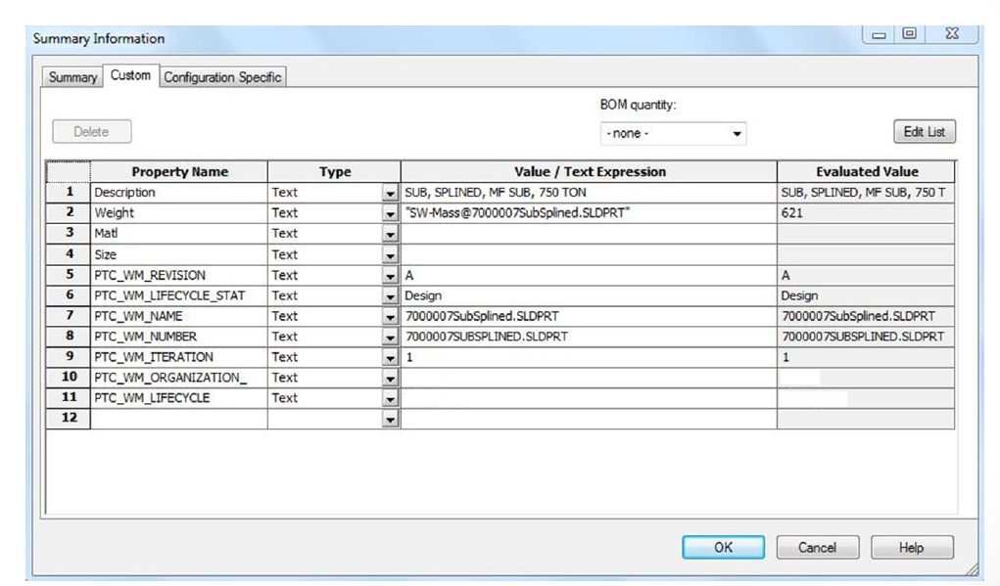 Summary Information
Summary Custom Configuration Specific
BOM quantity:
Delete - none - Edit List
Property Name Type Value / Text Expression Evaluated Value
1 Description Text SUB, SPLINED, MF SUB, 750 TON SUB, SPLINED, MF SUB, 750 T
2 Weight Text "SW-Mass@7000007SubSplined.SLDPRT" 621
3 Matl Text
4 Size Text
5 PTC_WM_REVISION Text A A
6 PTC_WM_LIFECYCLE_STAT Text Design Design
7 PTC_WM_NAME Text 7000007SubSplined.SLDPRT 7000007SubSplined.SLDPRT
8 PTC_WM_NUMBER Text 7000007SUBSPLINED.SLDPRT 7000007SUBSPLINED.SLDPRT
9 PTC_WM_ITERATION Text 1 1
10 PTC_WM_ORGANIZATION_ Text
11 PTC_WM_LIFECYCLE Text
12
OK Cancel Help